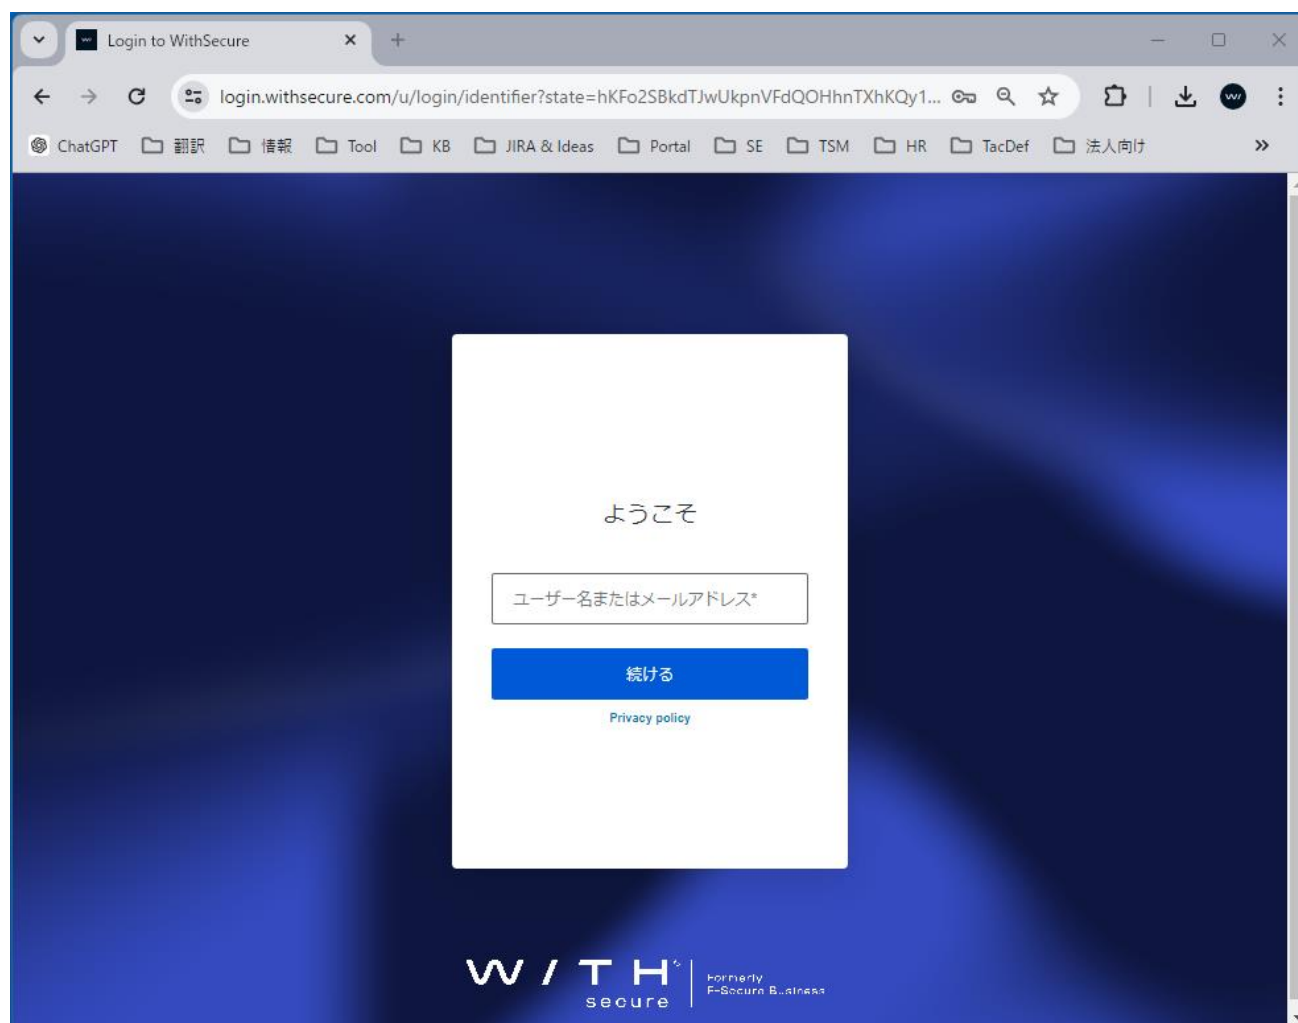 Login to WithSecure
login.withsecure.com/u/login/identifier?state=hKFo2SBkdTJwUkpnVFdQOHhnTXhKQy1...
ChatGPT 翻訳 情報 Tool KB JIRA & Ideas Portal SE TSM HR TacDef 法人向け
ようこそ
ユーザー名またはメールアドレス*
続ける
Privacy policy
W / T H
secure
Formerly
F-Secure Business